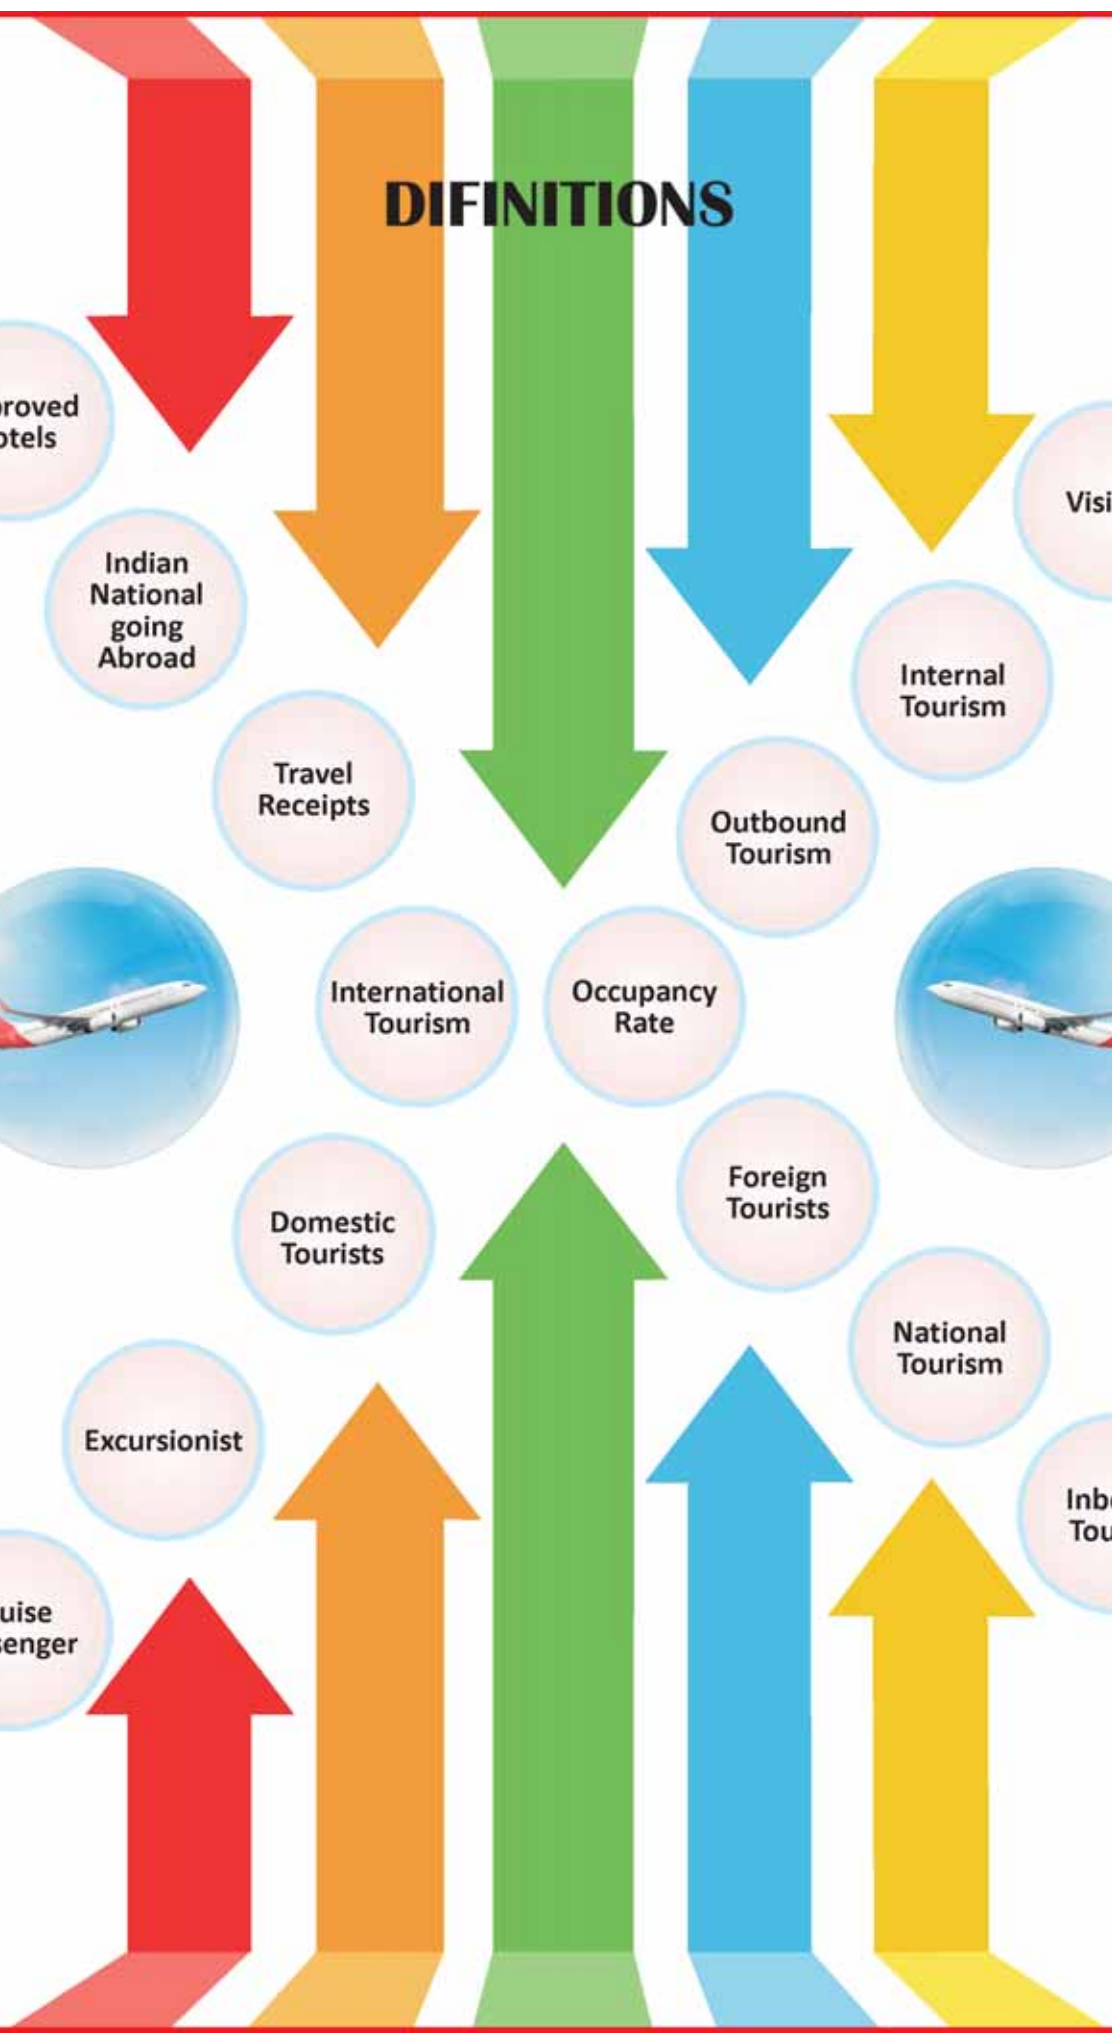 DIFINITIONS
Indian
National
going
Abroad
Internal
Tourism
Travel
Receipts
Outbound
Tourism
International
Tourism
Occupancy
Rate
Foreign
Tourists
Domestic
Tourists
National
Tourism
Excursionist